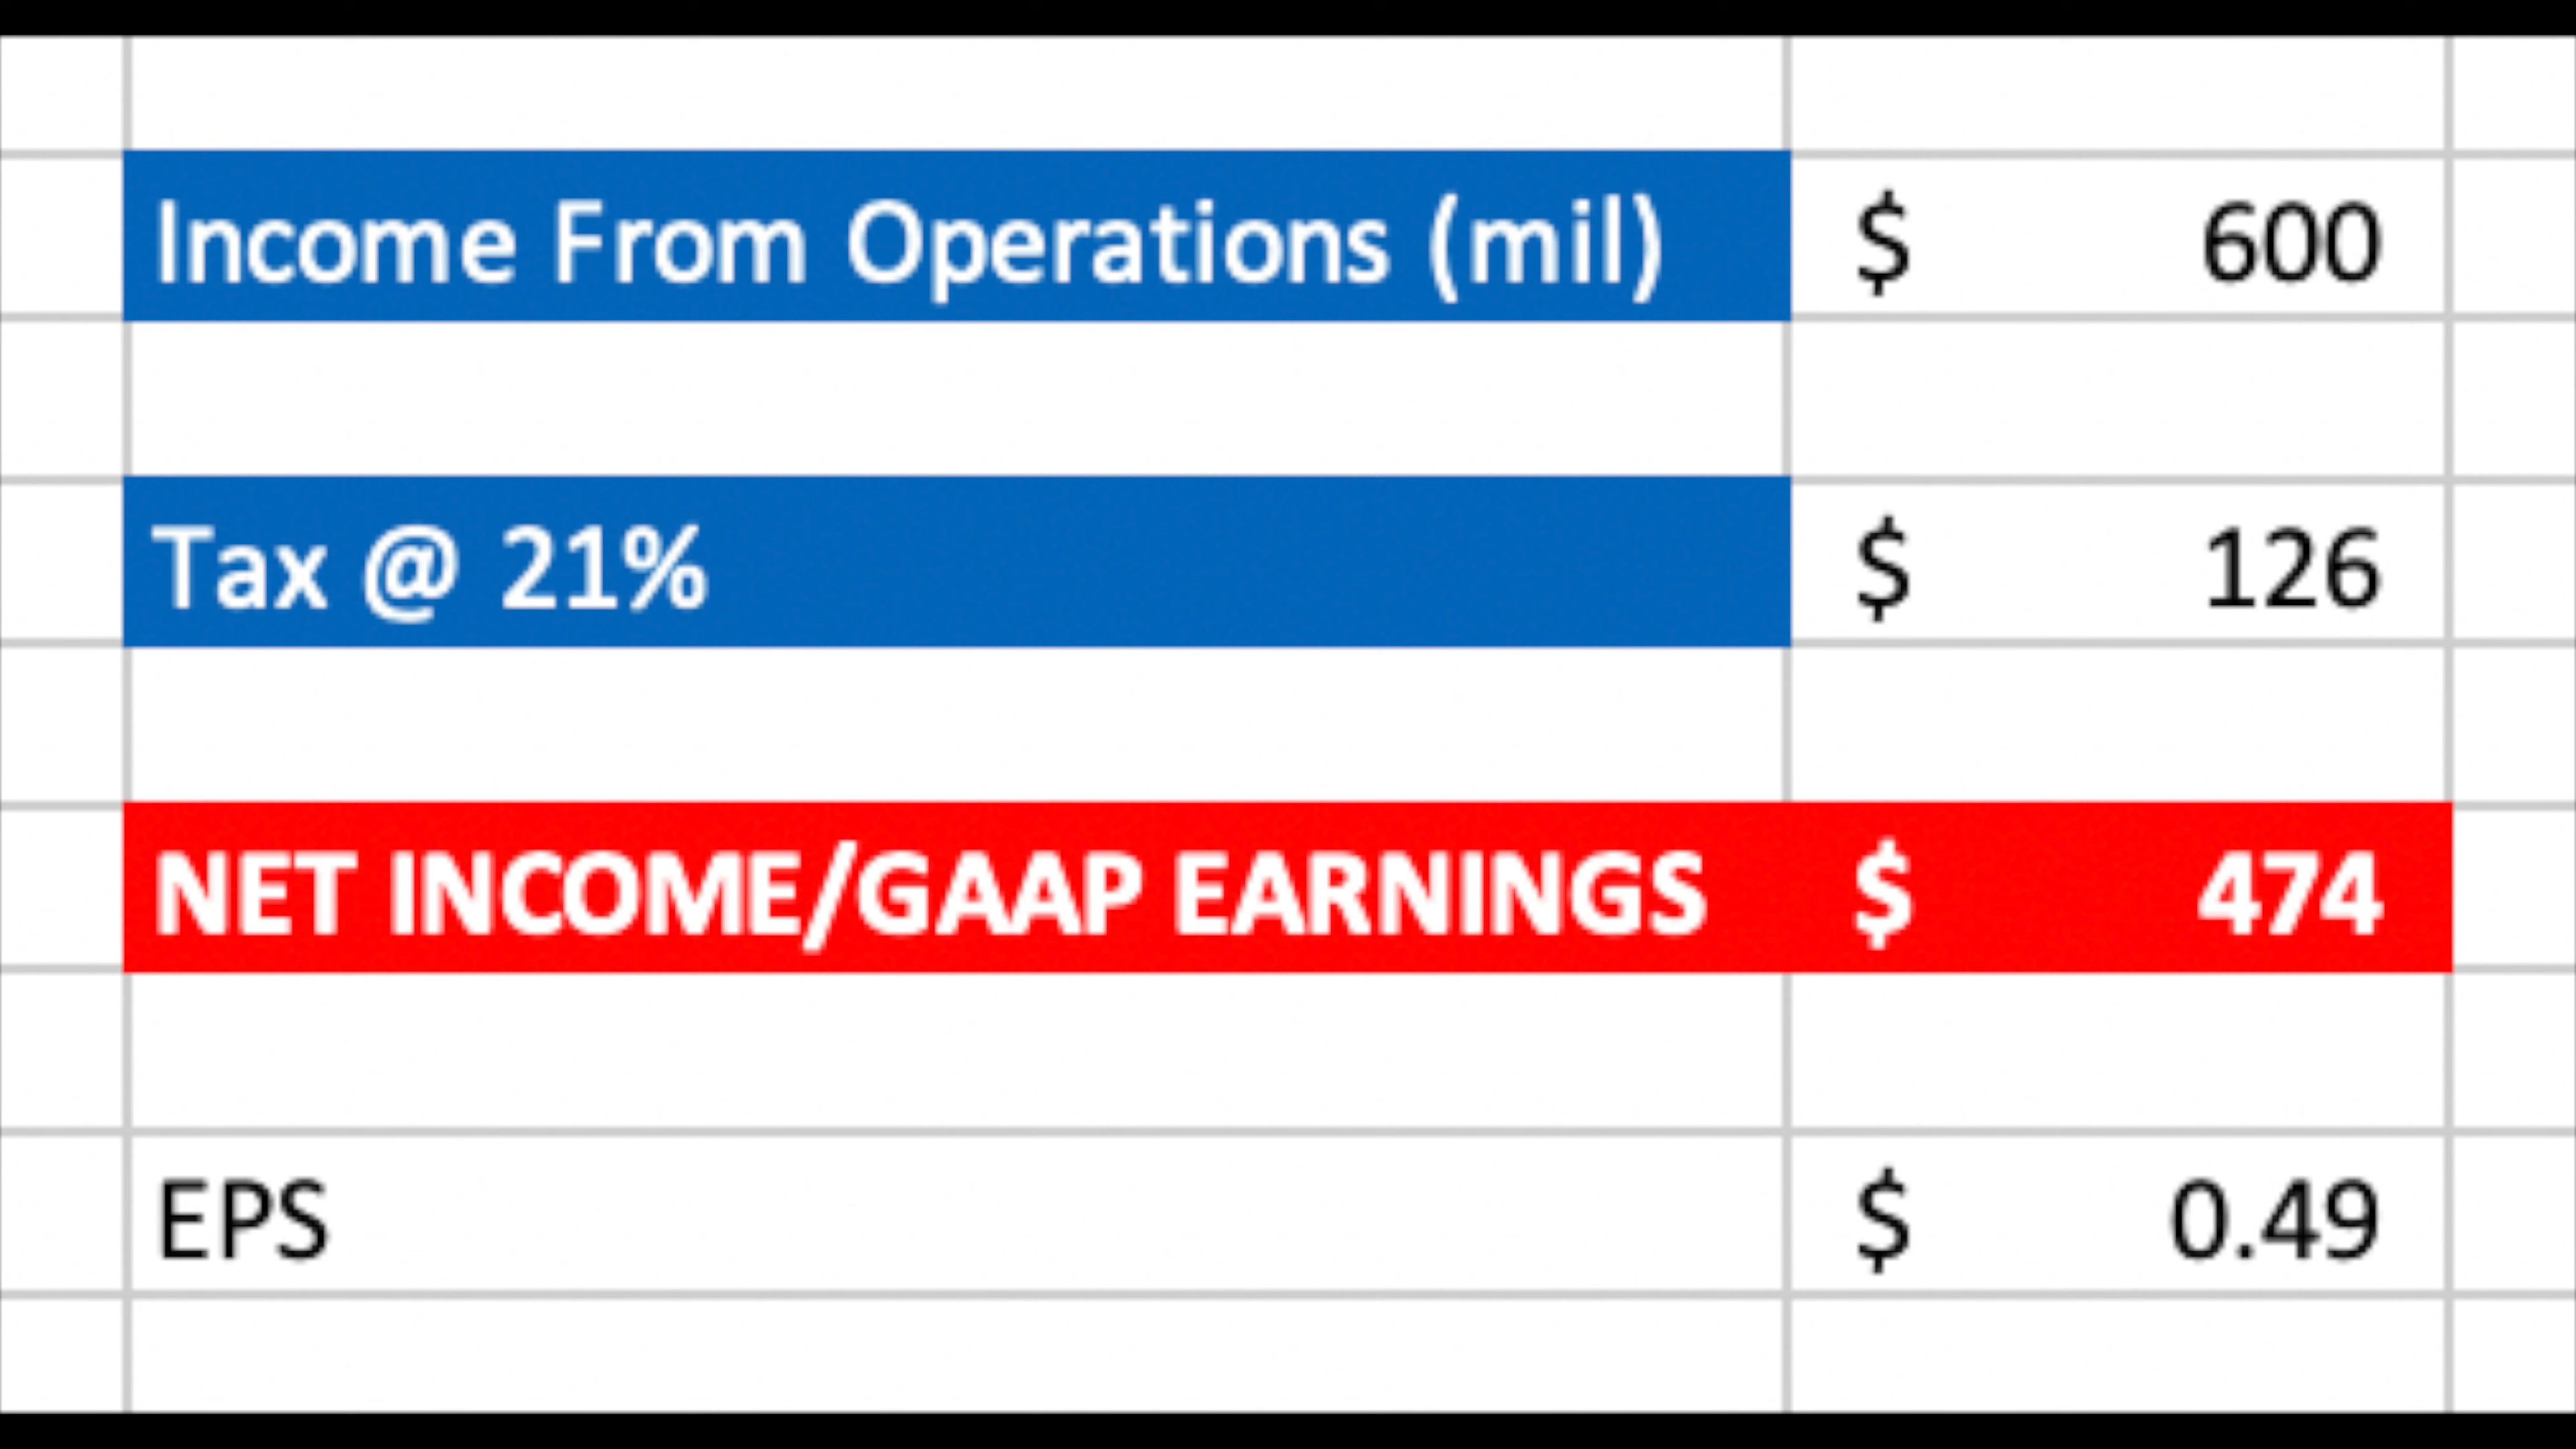 Income From Operations (mil) $ 600
Tax @ 21% $ 126
NET INCOME/GAAP EARNINGS $ 474
EPS $ 0.49